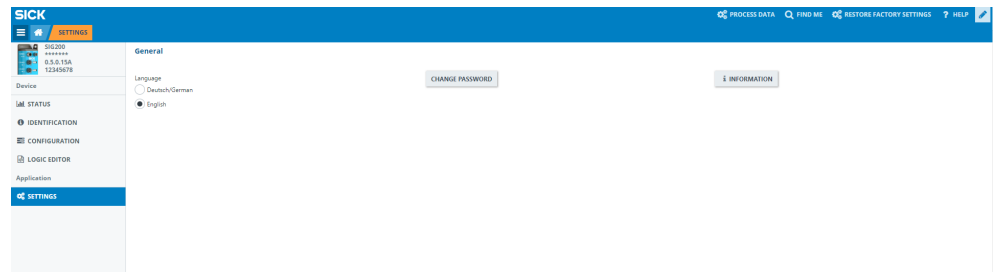 SICK
PROCESS DATA FIND ME RESTORE FACTORY SETTINGS ? HELP
SETTINGS
SIG200
*******
0.5.0.15A
12345678
Device
STATUS
IDENTIFICATION
CONFIGURATION
LOGIC EDITOR
Application
SETTINGS
General
Language
Deutsch/German
English
CHANGE PASSWORD
i INFORMATION